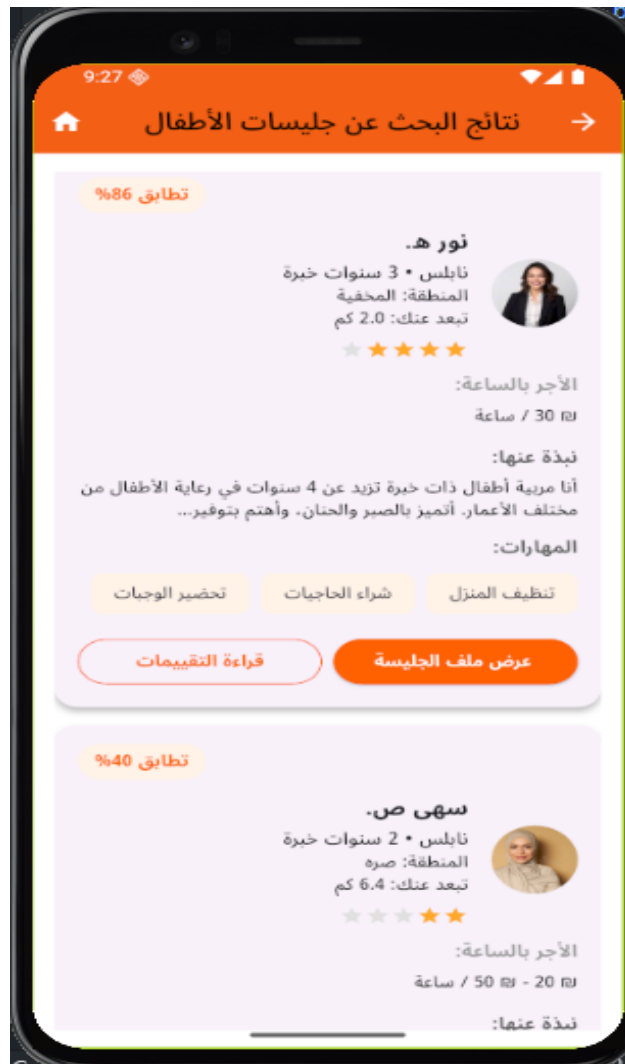 9:27
نتائج البحث عن جليسات الأطفال
تطابق 86%
نور ه.
نابلس • 3 سنوات خبرة
المنطقة: المخفية
تبعد عنك: 2.0 كم
الأجر بالساعة:
₪ 30 / ساعة
نبذة عنها:
أنا مربية أطفال ذات خبرة تزيد عن 4 سنوات في رعاية الأطفال من
مختلف الأعمار. أتميز بالصبر والحنان، وأهتم بتوفير...
المهارات:
تنظيف المنزل
شراء الحاجيات
تحضير الوجبات
عرض ملف الجليسة
قراءة التقييمات
تطابق 40%
سهى ص.
نابلس • 2 سنوات خبرة
المنطقة: صره
تبعد عنك: 6.4 كم
الأجر بالساعة:
₪ 20 - ₪ 50 / ساعة
نبذة عنها: